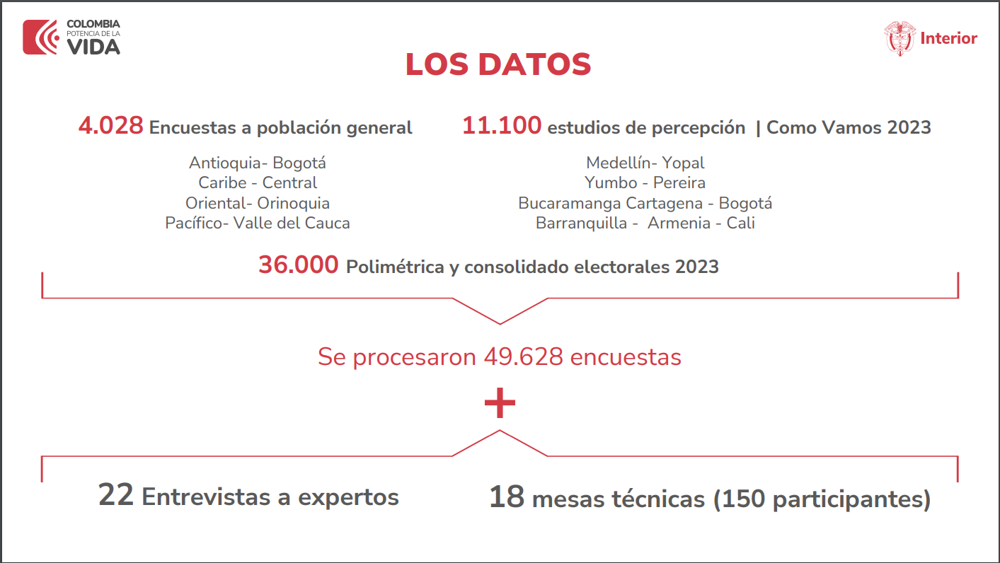 COLOMBIA
POTENCIA DE LA
VIDA
Interior
LOS DATOS
4.028 Encuestas a población general
Antioquia- Bogotá
Caribe - Central
Oriental- Orinoquia
Pacífico- Valle del Cauca
11.100 estudios de percepción | Como Vamos 2023
Medellín- Yopal
Yumbo - Pereira
Bucaramanga Cartagena - Bogotá
Barranquilla - Armenia - Cali
36.000 Polimétrica y consolidado electorales 2023
Se procesaron 49.628 encuestas
+
22 Entrevistas a expertos
18 mesas técnicas (150 participantes)